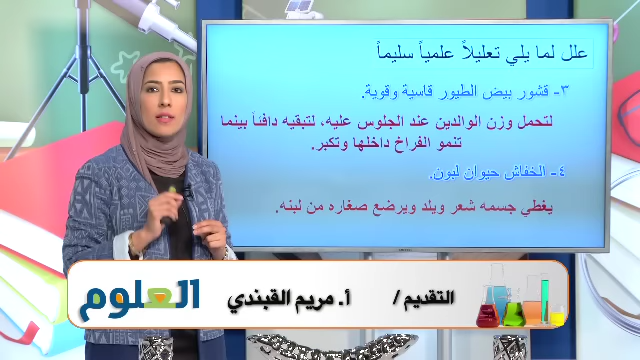 علل لما يلي تعليلاً علمياً سليماً
٣- قشور بيض الطيور قاسية وقوية.
لتحمل وزن الوالدين عند الجلوس عليه، لتبقيه دافئاً بينما
تنمو الفراخ داخلها وتكبر.
٤- الخفاش حيوان لبون.
يغطي جسمه شعر ويلد ويرضع صغاره من لبنه.
التقديم / أ. مريم القبندي
العلوم